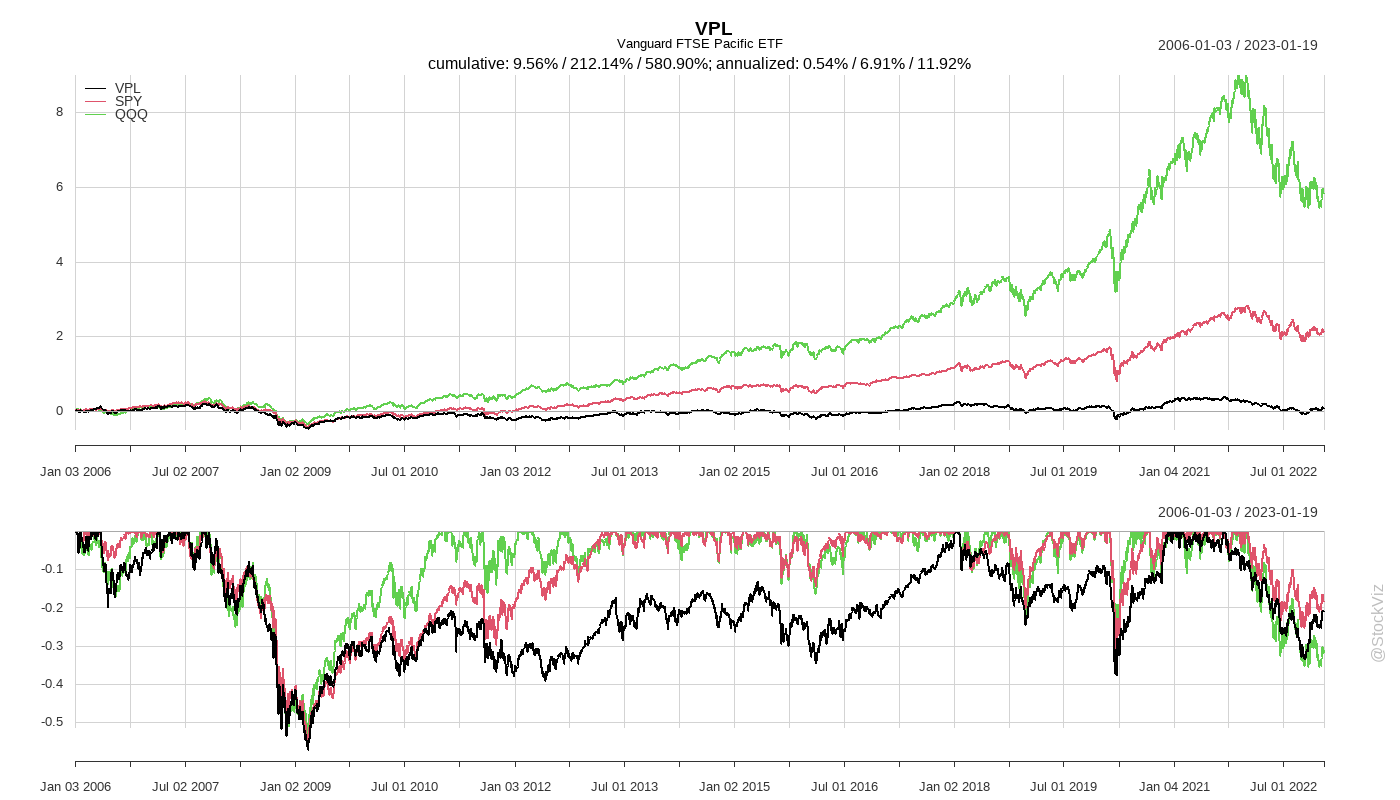 VPL
Vanguard FTSE Pacific ETF
2006-01-03 / 2023-01-19
cumulative: 9.56% / 212.14% / 580.90%; annualized: 0.54% / 6.91% / 11.92%
VPL
SPY
QQQ
8
6
4
2
0
Jan 03 2006 Jul 02 2007 Jan 02 2009 Jul 01 2010 Jan 03 2012 Jul 01 2013 Jan 02 2015 Jul 01 2016 Jan 02 2018 Jul 01 2019 Jan 04 2021 Jul 01 2022
2006-01-03 / 2023-01-19
-0.1
-0.2
-0.3
-0.4
-0.5
Jan 03 2006 Jul 02 2007 Jan 02 2009 Jul 01 2010 Jan 03 2012 Jul 01 2013 Jan 02 2015 Jul 01 2016 Jan 02 2018 Jul 01 2019 Jan 04 2021 Jul 01 2022
@StockViz